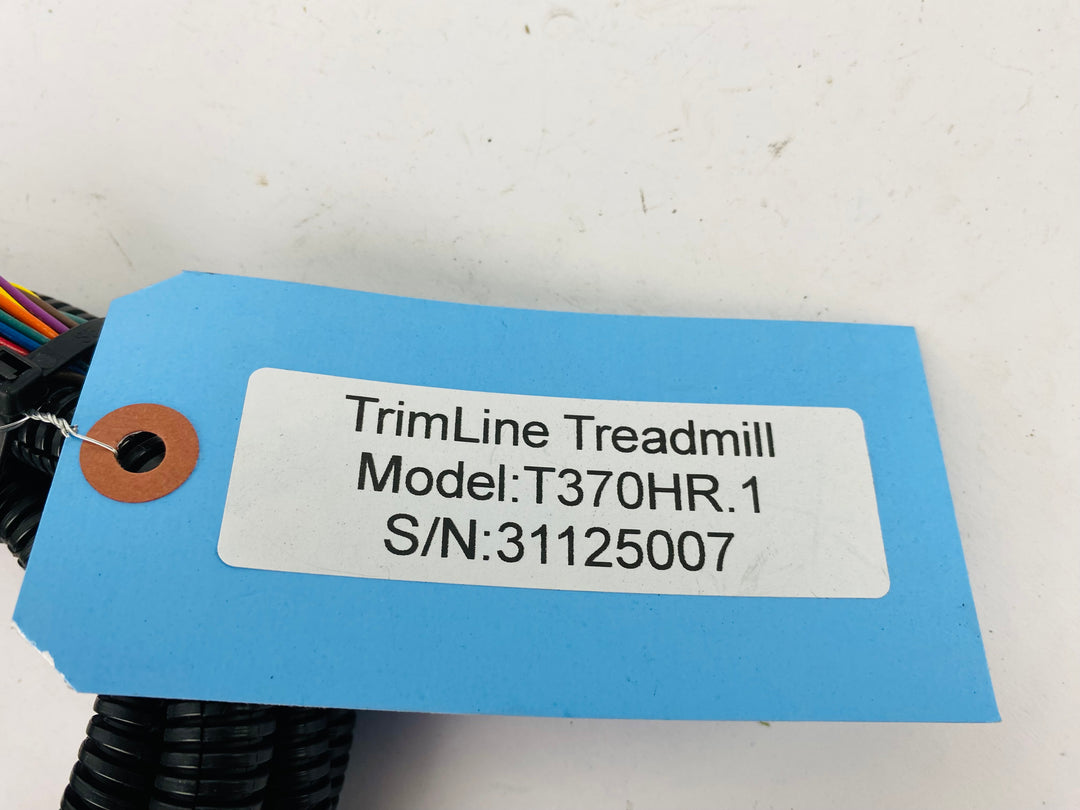 TrimLine Treadmill
Model:T370HR.1
S/N:31125007